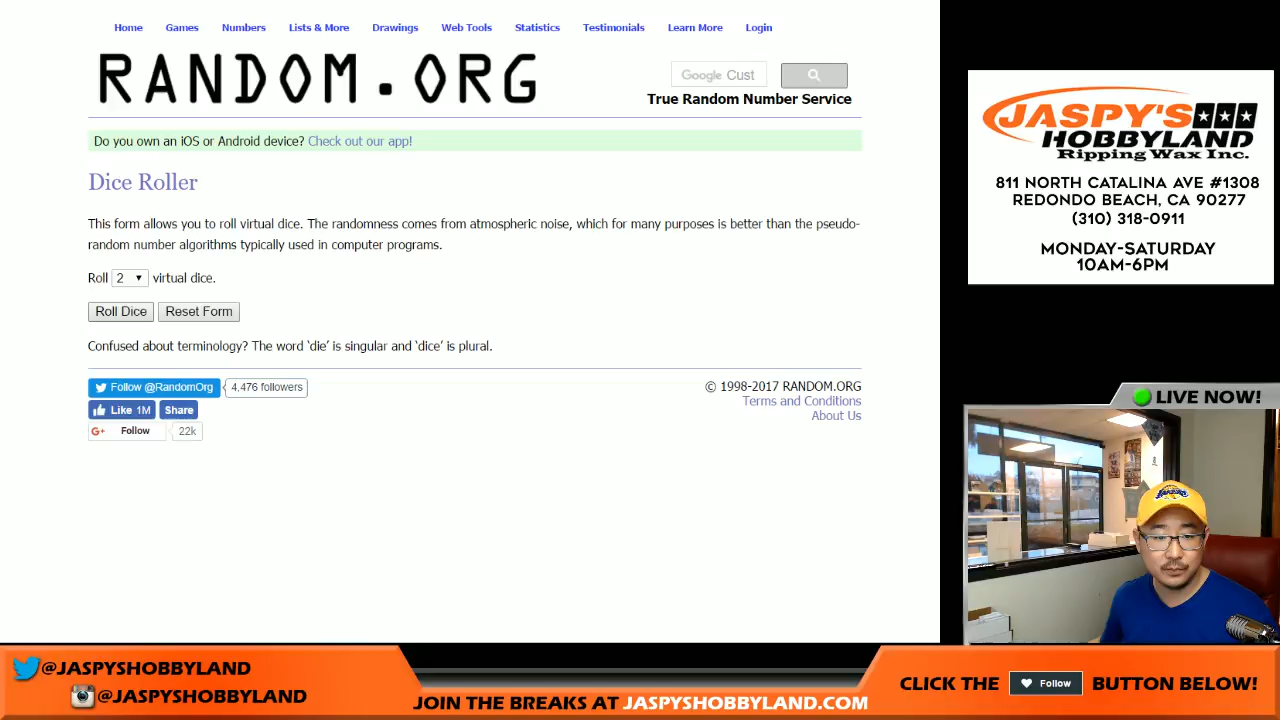 Home Games Numbers Lists & More Drawings Web Tools Statistics Testimonials Learn More Login
RANDOM.ORG
Google Cust
True Random Number Service
Do you own an iOS or Android device? Check out our app!
Dice Roller
This form allows you to roll virtual dice. The randomness comes from atmospheric noise, which for many purposes is better than the pseudo-
random number algorithms typically used in computer programs.
Roll 2 virtual dice.
Roll Dice Reset Form
Confused about terminology? The word ‘die’ is singular and ‘dice’ is plural.
Follow @RandomOrg 4,476 followers
Like 1M Share
G+ Follow 22k
© 1998-2017 RANDOM.ORG
Terms and Conditions
About Us
JASPY'S
HOBBYLAND
Ripping Wax Inc.
811 NORTH CATALINA AVE #1308
REDONDO BEACH, CA 90277
(310) 318-0911
MONDAY-SATURDAY
10AM-6PM
LIVE NOW!
LAKERS
@JASPYSHOBBYLAND
@JASPYSHOBBYLAND
JOIN THE BREAKS AT JASPYSHOBBYLAND.COM
CLICK THE Follow BUTTON BELOW!